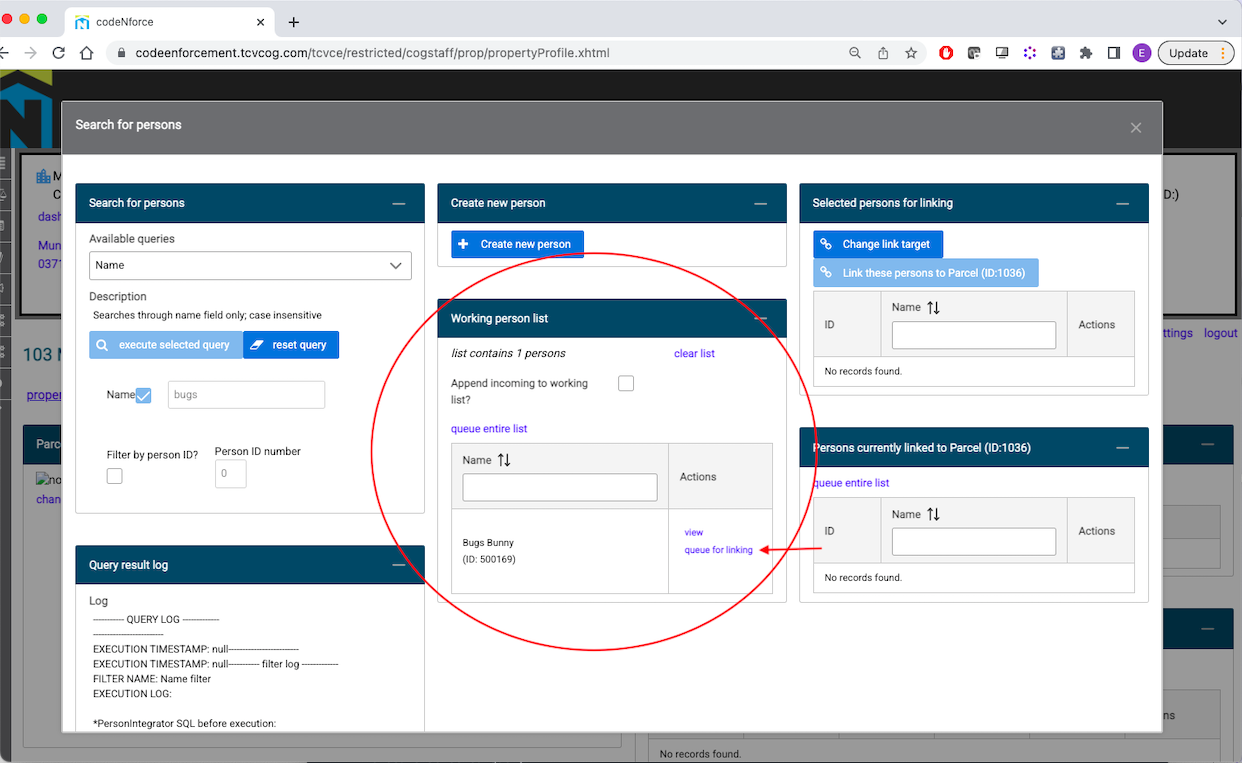 codeNforce
codeenforcement.tcvcog.com/tcvce/restricted/cogstaff/prop/propertyProfile.xhtml
E
Update
N
Search for persons
M
C
D:)
dash
Mun
0371
ttings logout
103
proper
Parc
no
chan
Search for persons
Available queries
Name
Description
Searches through name field only; case insensitive
execute selected query
reset query
Name
bugs
Filter by person ID?
Person ID number
0
Query result log
Log
----------- QUERY LOG -------------
-------------------------
EXECUTION TIMESTAMP: null-------------------------
EXECUTION TIMESTAMP: null----------- filter log -------------
FILTER NAME: Name filter
EXECUTION LOG:
*PersonIntegrator SQL before execution:
Create new person
Create new person
Working person list
list contains 1 persons
clear list
Append incoming to working
list?
queue entire list
Name
Actions
Bugs Bunny
(ID: 500169)
view
queue for linking
Selected persons for linking
Change link target
Link these persons to Parcel (ID:1036)
ID
Name
Actions
No records found.
Persons currently linked to Parcel (ID:1036)
queue entire list
ID
Name
Actions
No records found.
ns
No records found.